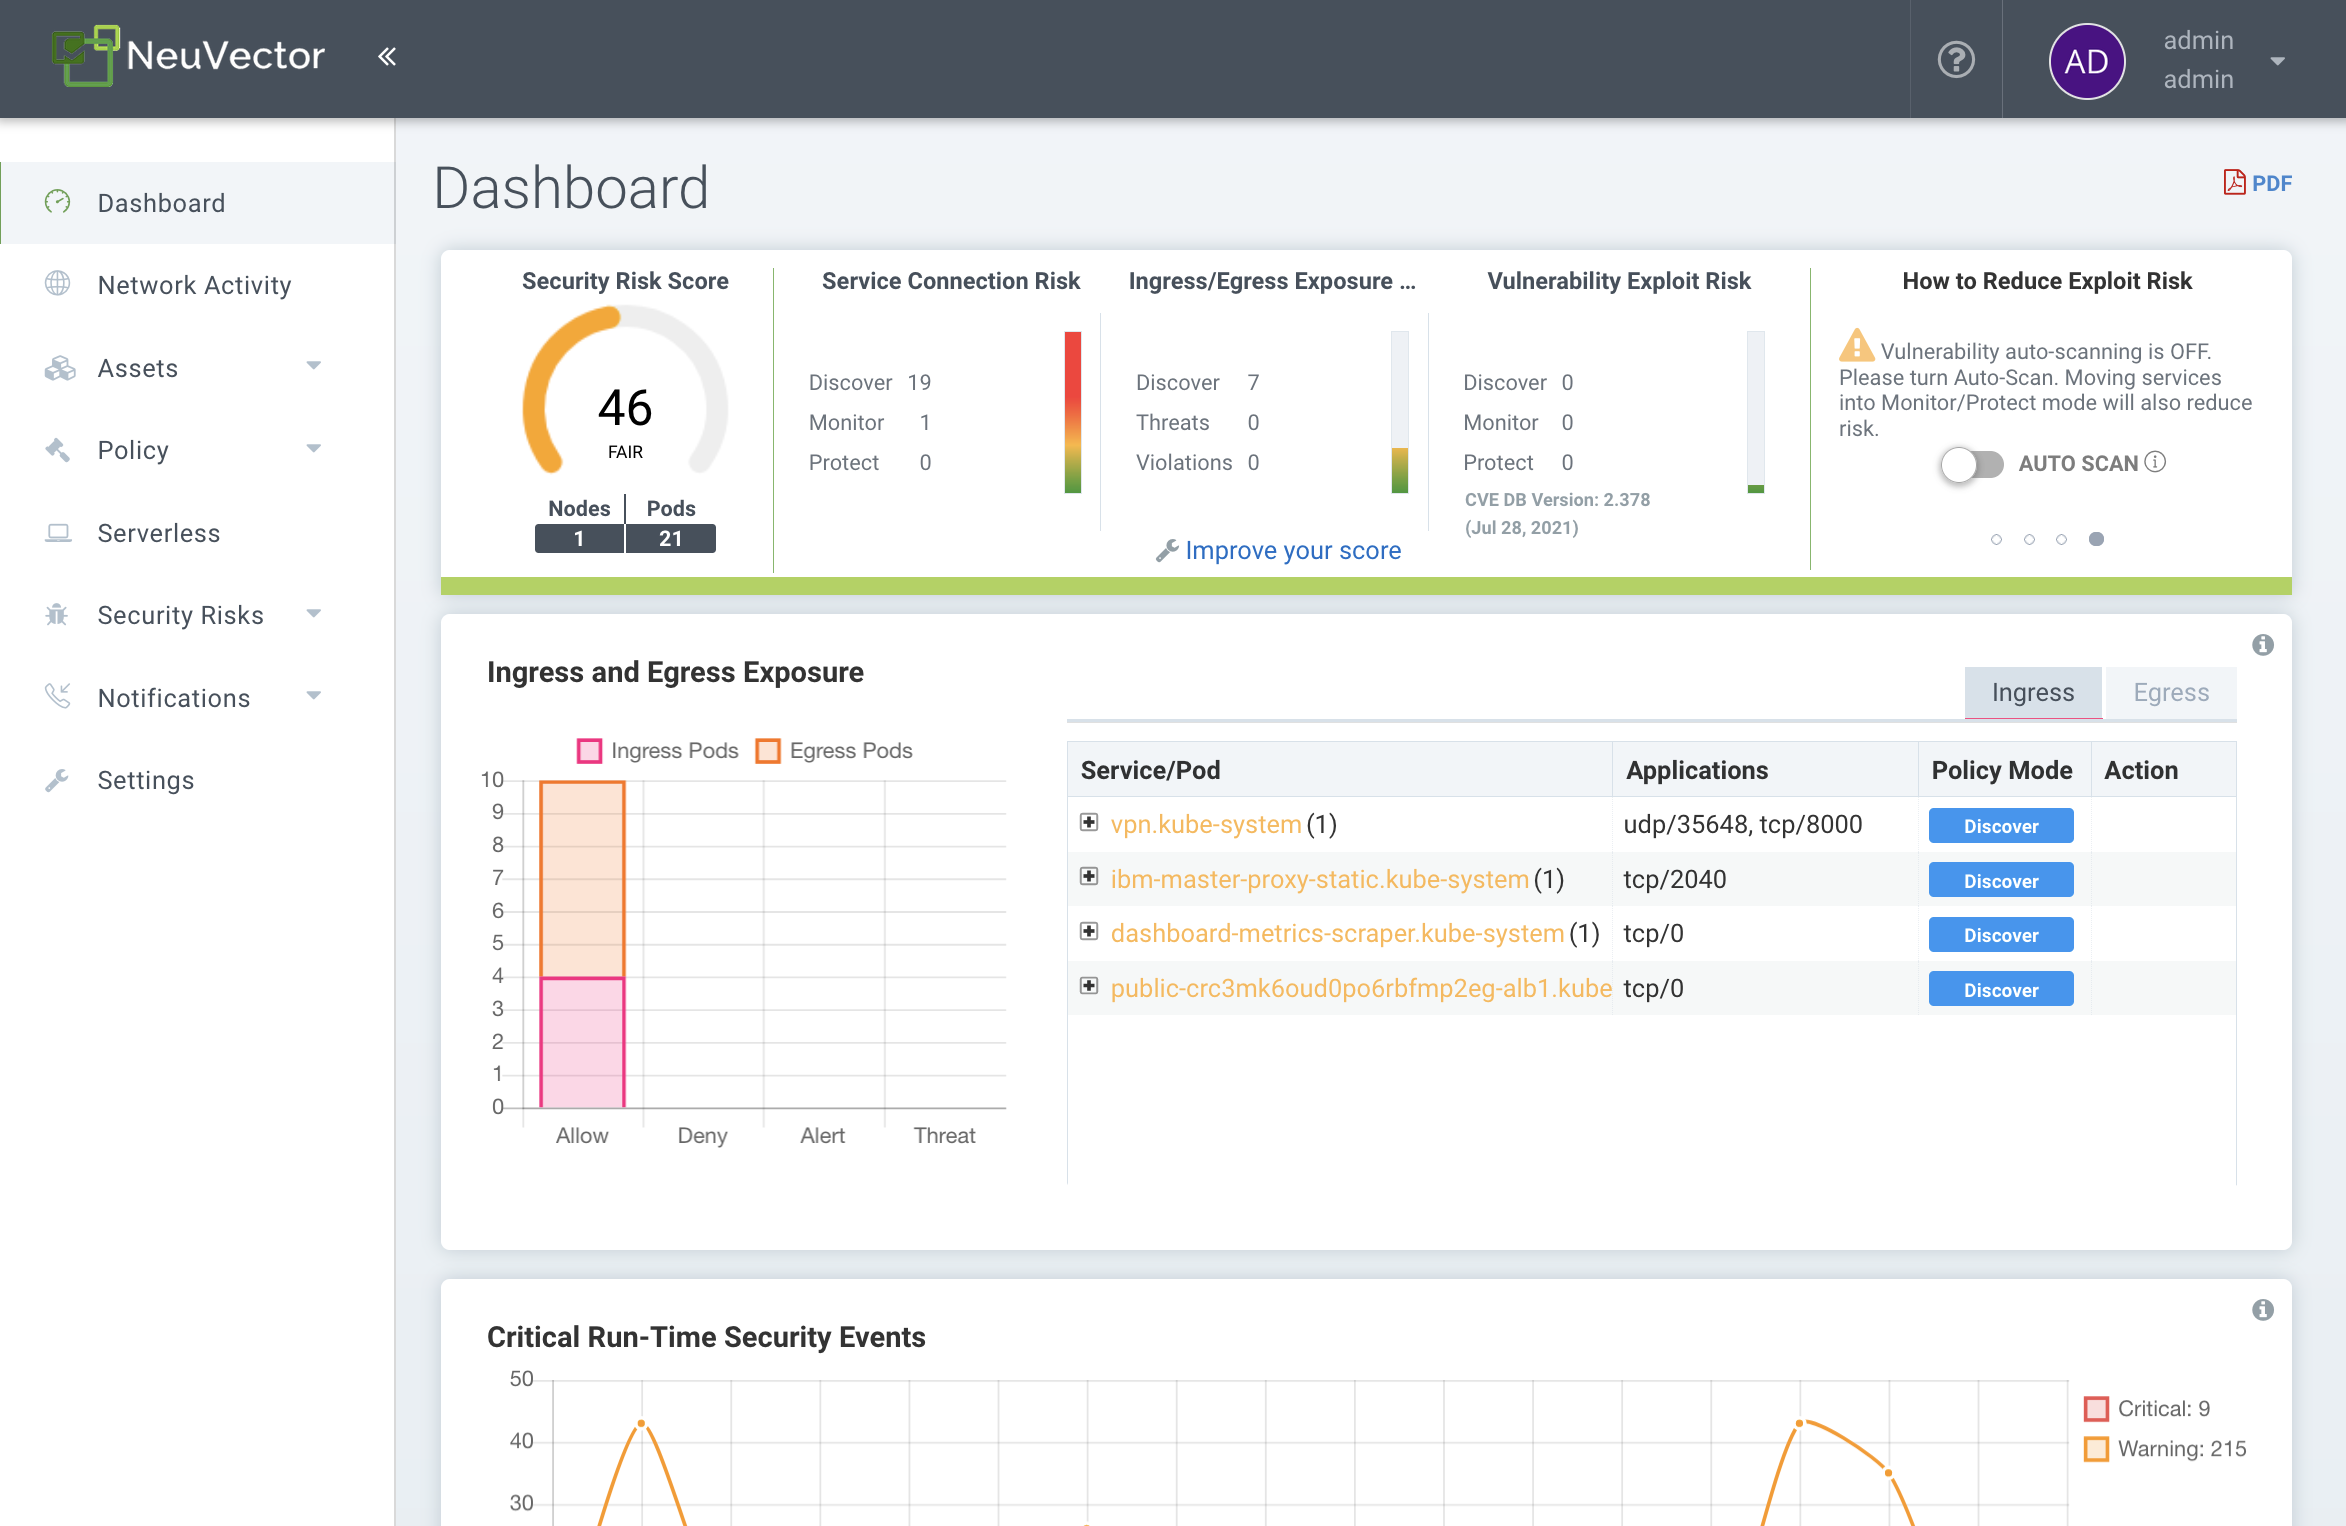 NeuVector
AD
admin
admin
Dashboard
Network Activity
Assets
Policy
Serverless
Security Risks
Notifications
Settings
Dashboard
PDF
Security Risk Score
46
FAIR
Nodes Pods
1 21
Service Connection Risk
Discover 19
Monitor 1
Protect 0
Ingress/Egress Exposure ...
Discover 7
Threats 0
Violations 0
Vulnerability Exploit Risk
Discover 0
Monitor 0
Protect 0
CVE DB Version: 2.378
(Jul 28, 2021)
Improve your score
How to Reduce Exploit Risk
Vulnerability auto-scanning is OFF.
Please turn Auto-Scan. Moving services
into Monitor/Protect mode will also reduce
risk.
AUTO SCAN
Ingress and Egress Exposure
Ingress Pods Egress Pods
10
9
8
7
6
5
4
3
2
1
0
Allow Deny Alert Threat
Ingress Egress
Service/Pod Applications Policy Mode Action
vpn.kube-system (1) udp/35648, tcp/8000 Discover
ibm-master-proxy-static.kube-system (1) tcp/2040 Discover
dashboard-metrics-scraper.kube-system (1) tcp/0 Discover
public-crc3mk6oud0po6rbfmp2eg-alb1.kube tcp/0 Discover
Critical Run-Time Security Events
50
40
30
Critical: 9
Warning: 215